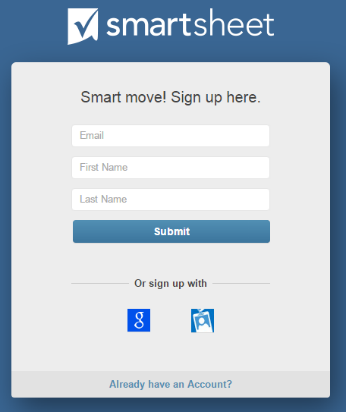 smartsheet
Smart move! Sign up here.
Email
First Name
Last Name
Submit
Or sign up with
g
Already have an Account?